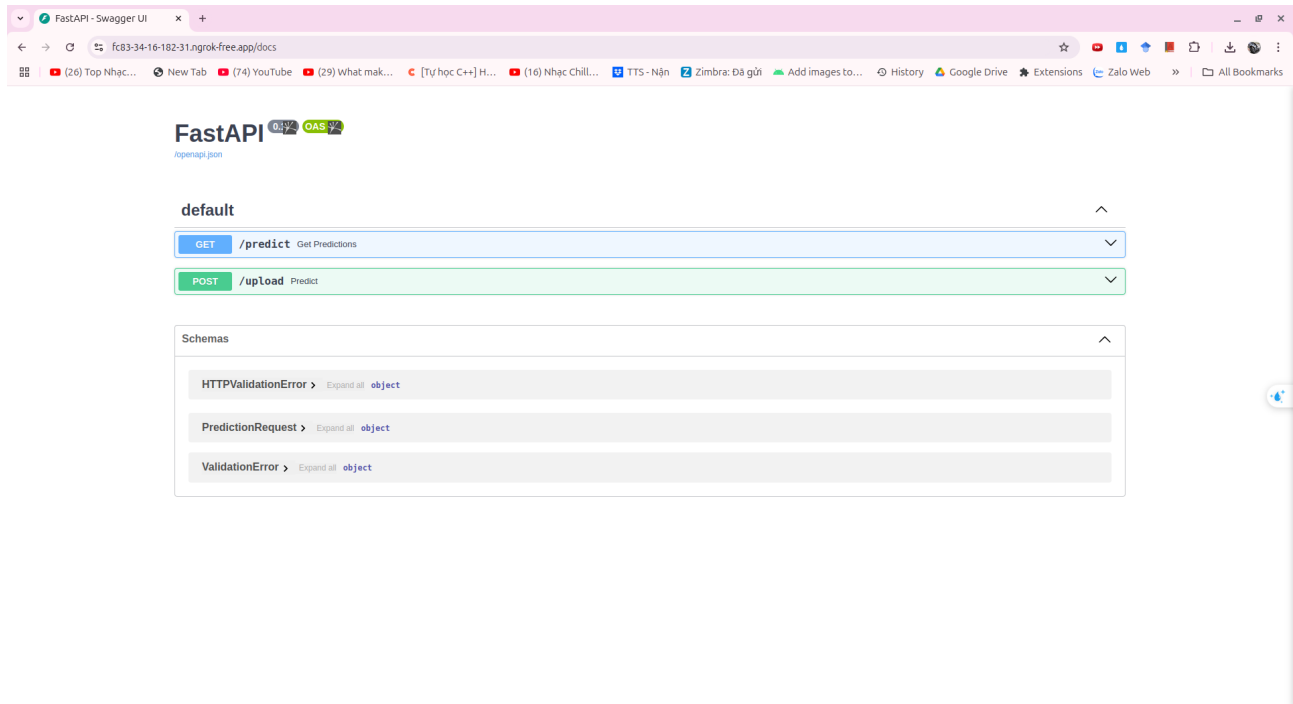 FastAPI - Swagger UI
fc83-34-16-182-31.ngrok-free.app/docs
(26) Top Nhạc... New Tab (74) YouTube (29) What mak... [Tự học C++] H... (16) Nhạc Chill... TTS - Nận Zimbra: Đã gửi Add images to... History Google Drive Extensions Zalo Web » All Bookmarks
FastAPI OAS
/openapi.json
default
GET /predict Get Predictions
POST /upload Predict
Schemas
HTTPValidationError Expand all object
PredictionRequest Expand all object
ValidationError Expand all object